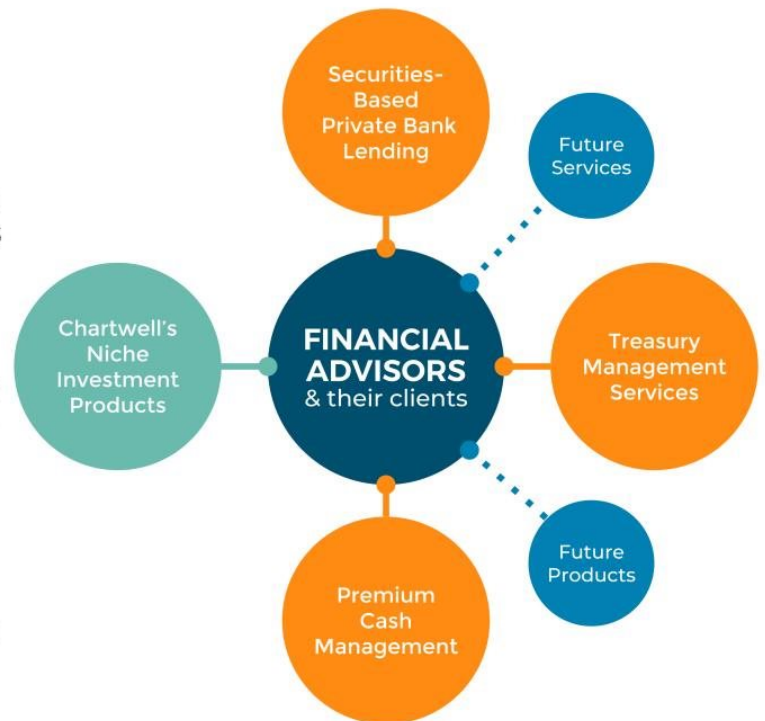 Securities-
Based
Private Bank
Lending
Future
Services
Chartwell's
Niche
Investment
Products
FINANCIAL
ADVISORS
& their clients
Treasury
Management
Services
Future
Products
Premium
Cash
Management